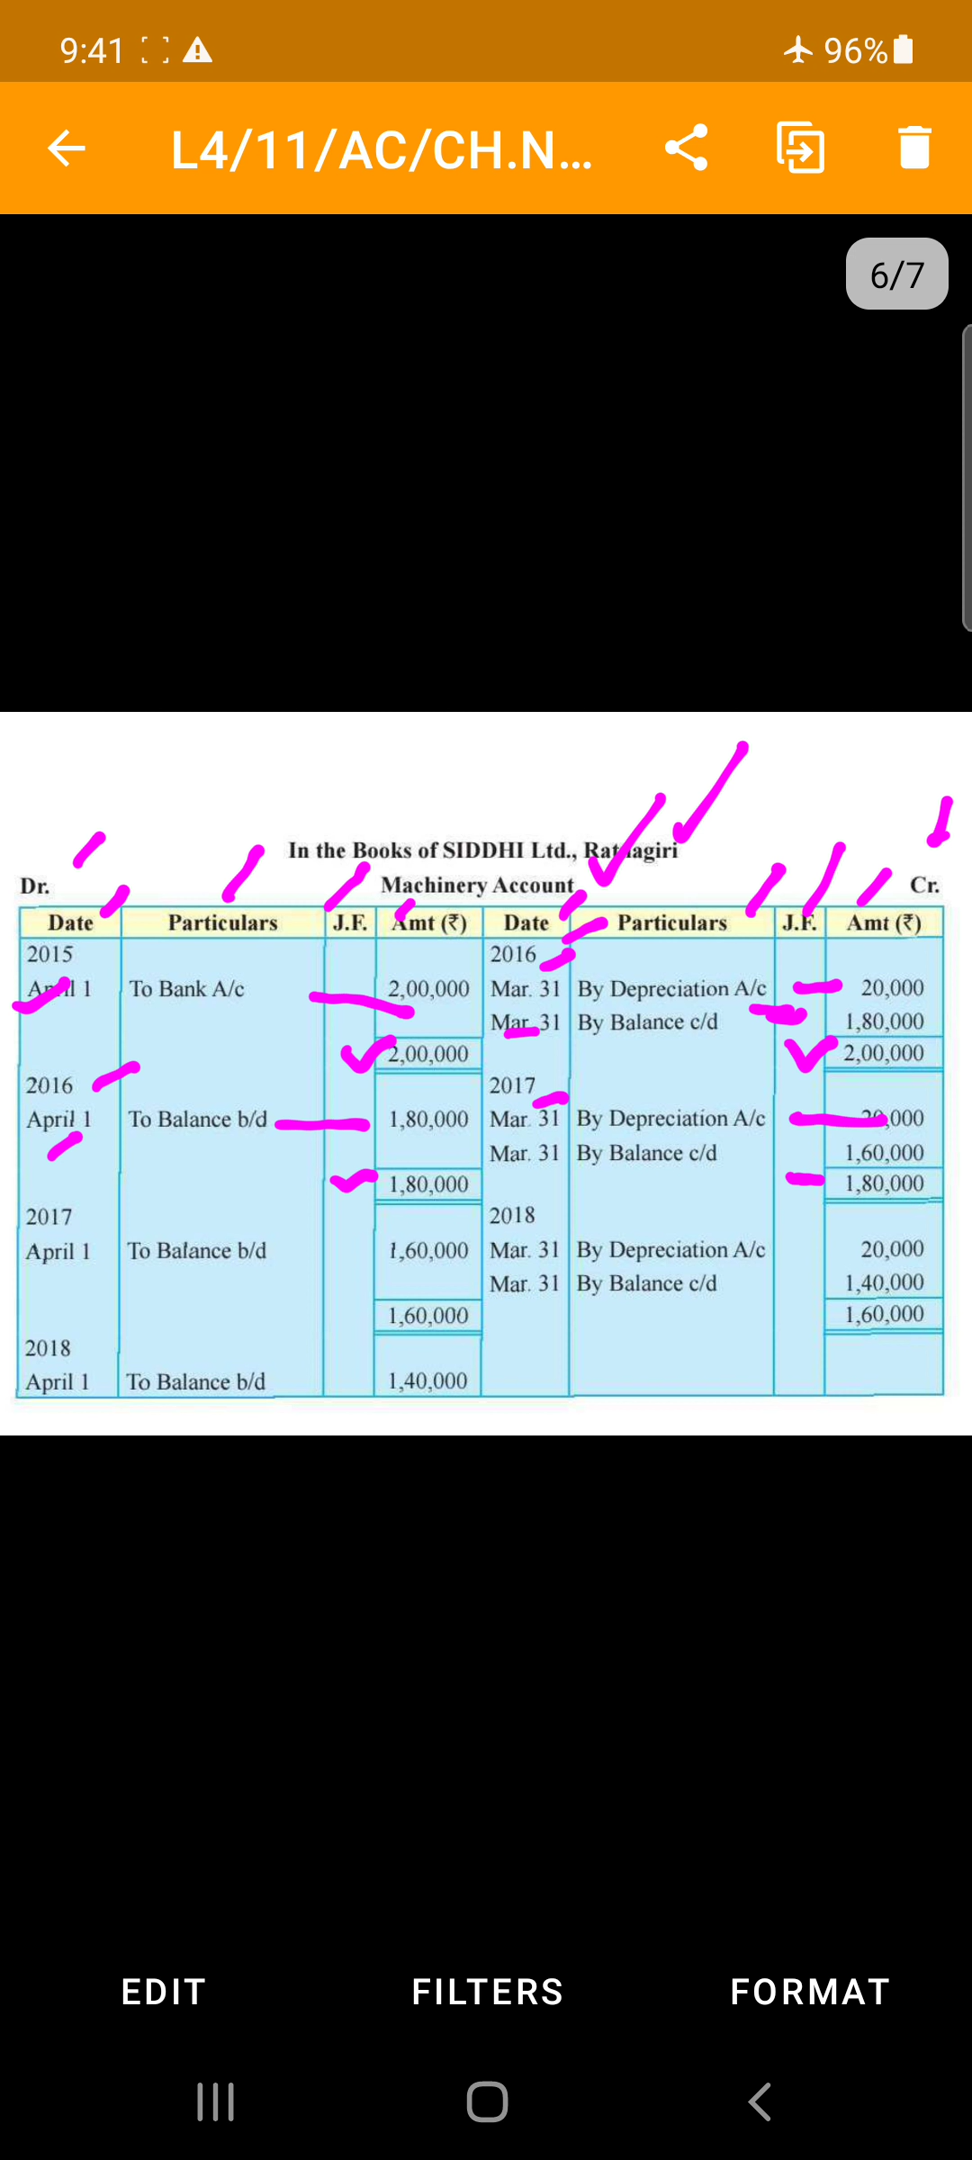 9:41 96%
L4/11/AC/CH.N...
6/7
In the Books of SIDDHI Ltd., Ratnagiri
Dr. Machinery Account Cr.
Date Particulars J.F. Amt (₹) Date Particulars J.F. Amt (₹)
2015 2016
April 1 To Bank A/c 2,00,000 Mar. 31 By Depreciation A/c 20,000
Mar. 31 By Balance c/d 1,80,000
2,00,000 2,00,000
2016 2017
April 1 To Balance b/d 1,80,000 Mar. 31 By Depreciation A/c 20,000
Mar. 31 By Balance c/d 1,60,000
1,80,000 1,80,000
2017 2018
April 1 To Balance b/d 1,60,000 Mar. 31 By Depreciation A/c 20,000
Mar. 31 By Balance c/d 1,40,000
1,60,000 1,60,000
2018
April 1 To Balance b/d 1,40,000
EDIT FILTERS FORMAT